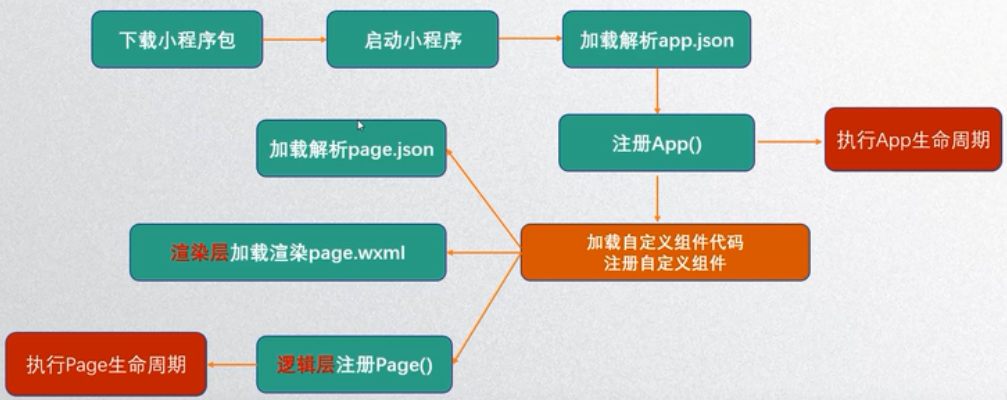 下载小程序包
启动小程序
加载解析app.json
注册App()
执行App生命周期
加载解析page.json
渲染层加载渲染page.wxml
加载自定义组件代码
注册自定义组件
逻辑层注册Page()
执行Page生命周期